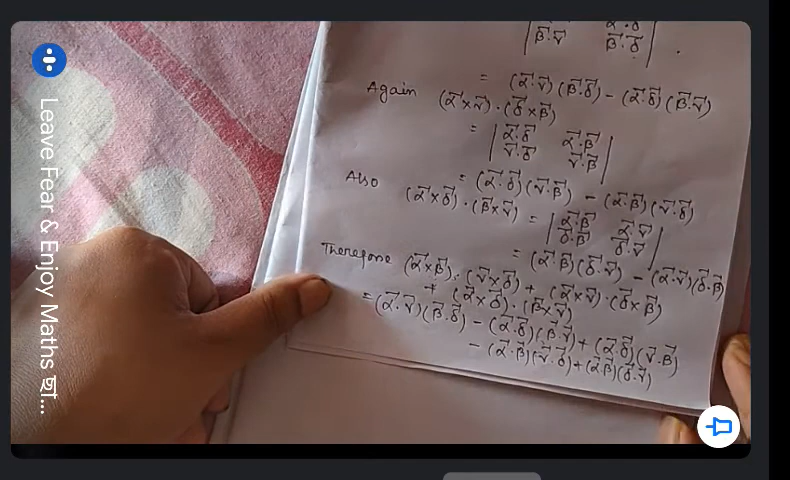 α⃗.δ⃗
β⃗.γ⃗ β⃗.δ⃗ .
= (α⃗.γ⃗)(β⃗.δ⃗) - (α⃗.δ⃗)(β⃗.γ⃗)
Again (α⃗×γ⃗).(δ⃗×β⃗)
= | α⃗.δ⃗ α⃗.β⃗ |
| γ⃗.δ⃗ γ⃗.β⃗ |
= (α⃗.δ⃗)(γ⃗.β⃗) - (α⃗.β⃗)(γ⃗.δ⃗)
Also (α⃗×δ⃗).(β⃗×γ⃗) = | α⃗.β⃗ α⃗.γ⃗ |
| δ⃗.β⃗ δ⃗.γ⃗ |
= (α⃗.β⃗)(δ⃗.γ⃗) - (α⃗.γ⃗)(δ⃗.β⃗)
Therefore (α⃗×β⃗).(γ⃗×δ⃗) + (α⃗×γ⃗).(δ⃗×β⃗)
+ (α⃗×δ⃗).(β⃗×γ⃗)
= (α⃗.γ⃗)(β⃗.δ⃗) - (α⃗.δ⃗)(β⃗.γ⃗) + (α⃗.δ⃗)(γ⃗.β⃗)
- (α⃗.β⃗)(γ⃗.δ⃗) + (α⃗.β⃗)(δ⃗.γ⃗)
Leave Fear & Enjoy Maths ছা...